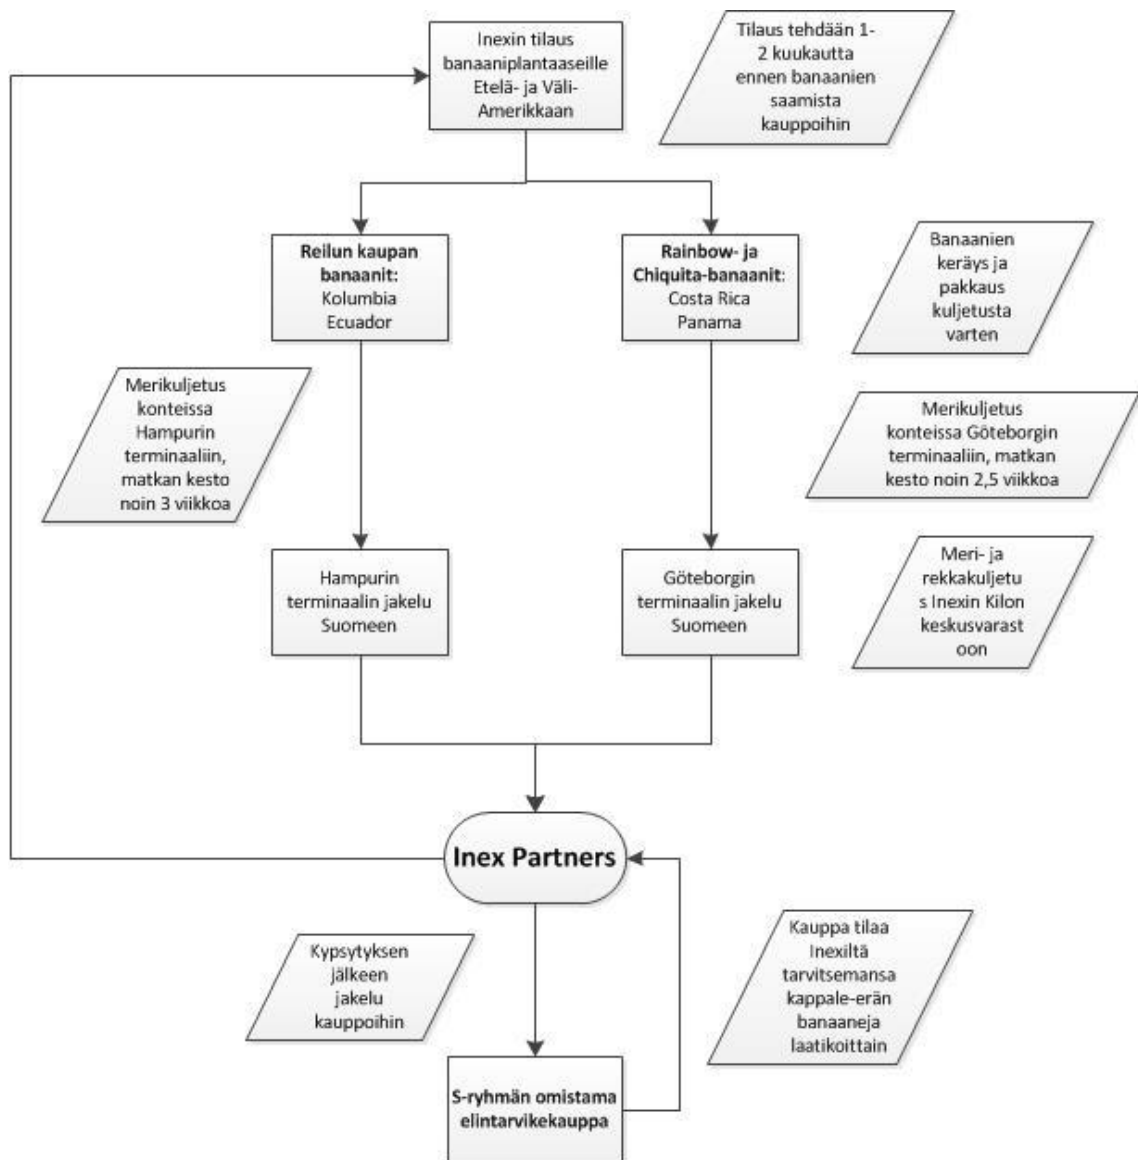 Inexin tilaus
banaaniplantaaseille
Etelä- ja Väli-
Amerikkaan
Tilaus tehdään 1-
2 kuukautta
ennen banaanien
saamista
kauppoihin
Reilun kaupan
banaanit:
Kolumbia
Ecuador
Rainbow- ja
Chiquita-banaanit:
Costa Rica
Panama
Banaanien
keräys ja
pakkaus
kuljetusta
varten
Merikuljetus
konteissa
Hampurin
terminaaliin,
matkan kesto
noin 3 viikkoa
Merikuljetus
konteissa Göteborgin
terminaaliin, matkan
kesto noin 2,5 viikkoa
Hampurin
terminaalin jakelu
Suomeen
Göteborgin
terminaalin jakelu
Suomeen
Meri- ja
rekkakuljetu
s Inexin Kilon
keskusvarast
oon
Inex Partners
Kypsytyksen
jälkeen
jakelu
kauppoihin
Kauppa tilaa
Inexiltä
tarvitsemansa
kappale-erän
banaaneja
laatikoittain
S-ryhmän omistama
elintarvikekauppa